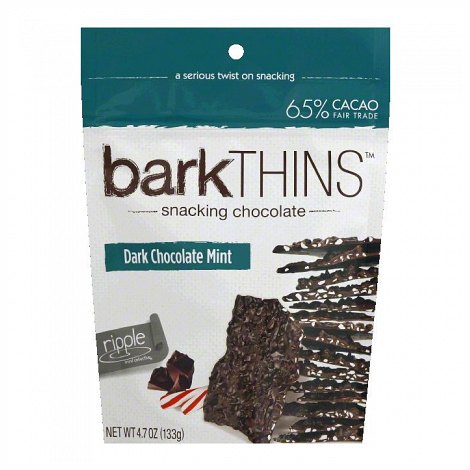 a serious twist on snacking
65% CACAO
FAIR TRADE
barkTHINS™
snacking chocolate
Dark Chocolate Mint
ripple
NET WT 4.7 OZ (133g)